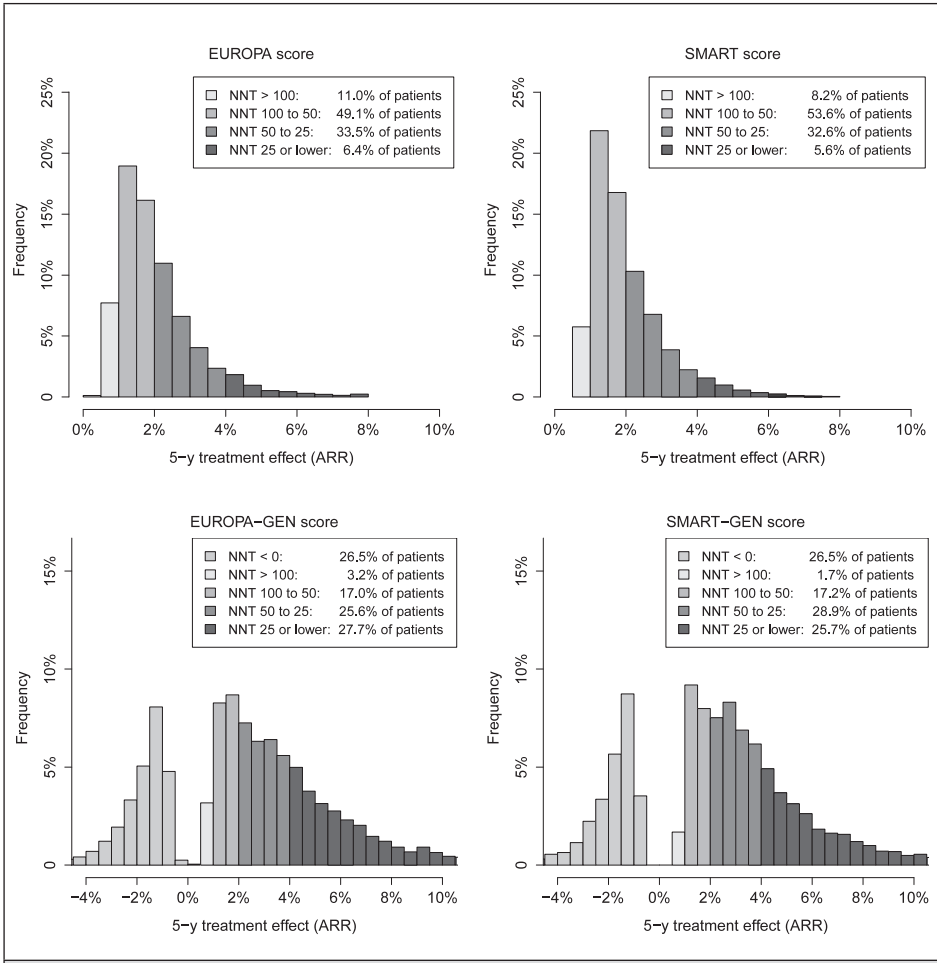 EUROPA score
NNT > 100: 11.0% of patients
NNT 100 to 50: 49.1% of patients
NNT 50 to 25: 33.5% of patients
NNT 25 or lower: 6.4% of patients
Frequency
0 5% 10% 15% 20% 25%
0% 2% 4% 6% 8% 10%
5−y treatment effect (ARR)
SMART score
NNT > 100: 8.2% of patients
NNT 100 to 50: 53.6% of patients
NNT 50 to 25: 32.6% of patients
NNT 25 or lower: 5.6% of patients
Frequency
0 5% 10% 15% 20% 25%
0% 2% 4% 6% 8% 10%
5−y treatment effect (ARR)
EUROPA−GEN score
NNT < 0: 26.5% of patients
NNT > 100: 3.2% of patients
NNT 100 to 50: 17.0% of patients
NNT 50 to 25: 25.6% of patients
NNT 25 or lower: 27.7% of patients
Frequency
0 5% 10% 15%
−4% −2% 0% 2% 4% 6% 8% 10%
5−y treatment effect (ARR)
SMART−GEN score
NNT < 0: 26.5% of patients
NNT > 100: 1.7% of patients
NNT 100 to 50: 17.2% of patients
NNT 50 to 25: 28.9% of patients
NNT 25 or lower: 25.7% of patients
Frequency
0 5% 10% 15%
−4% −2% 0% 2% 4% 6% 8% 10%
5−y treatment effect (ARR)